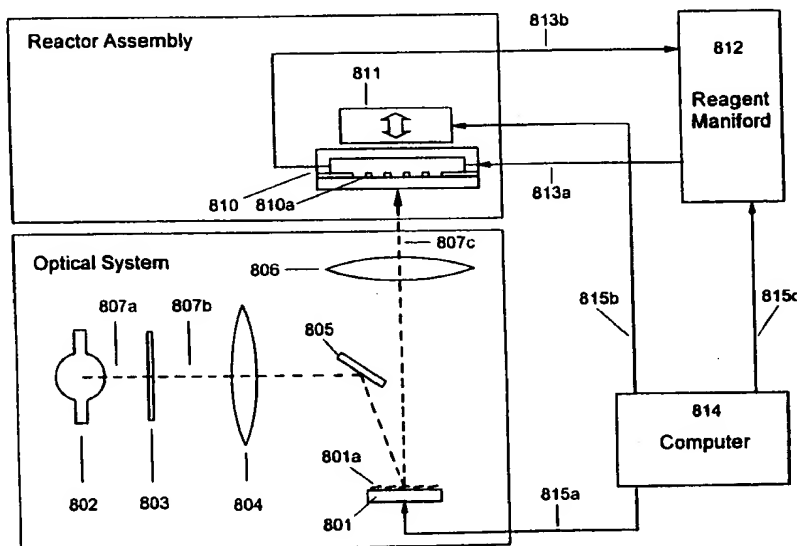 Reactor Assembly
813b
812
Reagent
Maniford
811
810
810a
813a
807c
Optical System
806
815b
815c
807a
807b
805
814
Computer
801a
802
803
804
801
815a